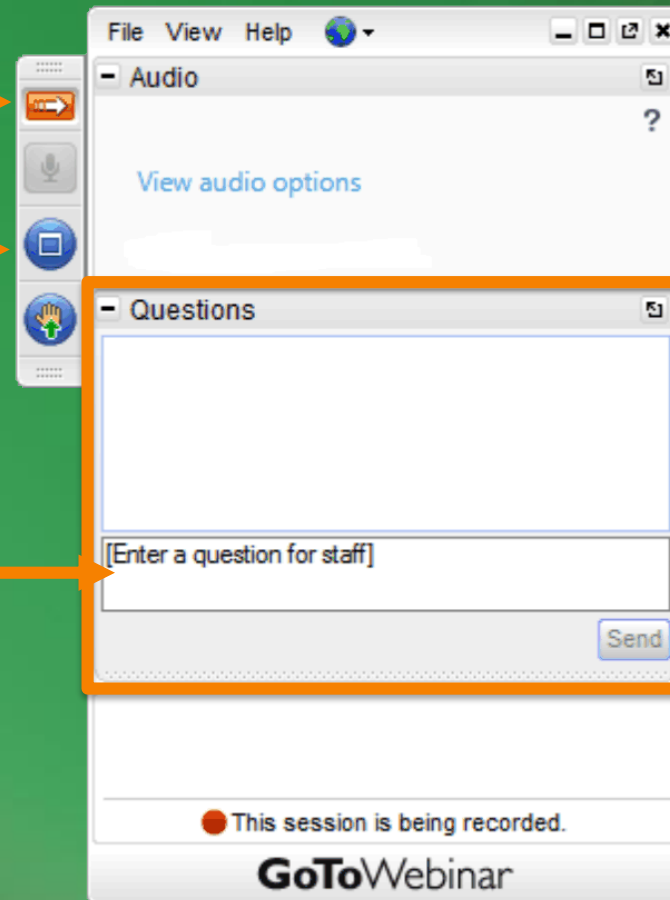 File View Help
Audio
?
View audio options
Questions
[Enter a question for staff]
Send
This session is being recorded.
GoToWebinar